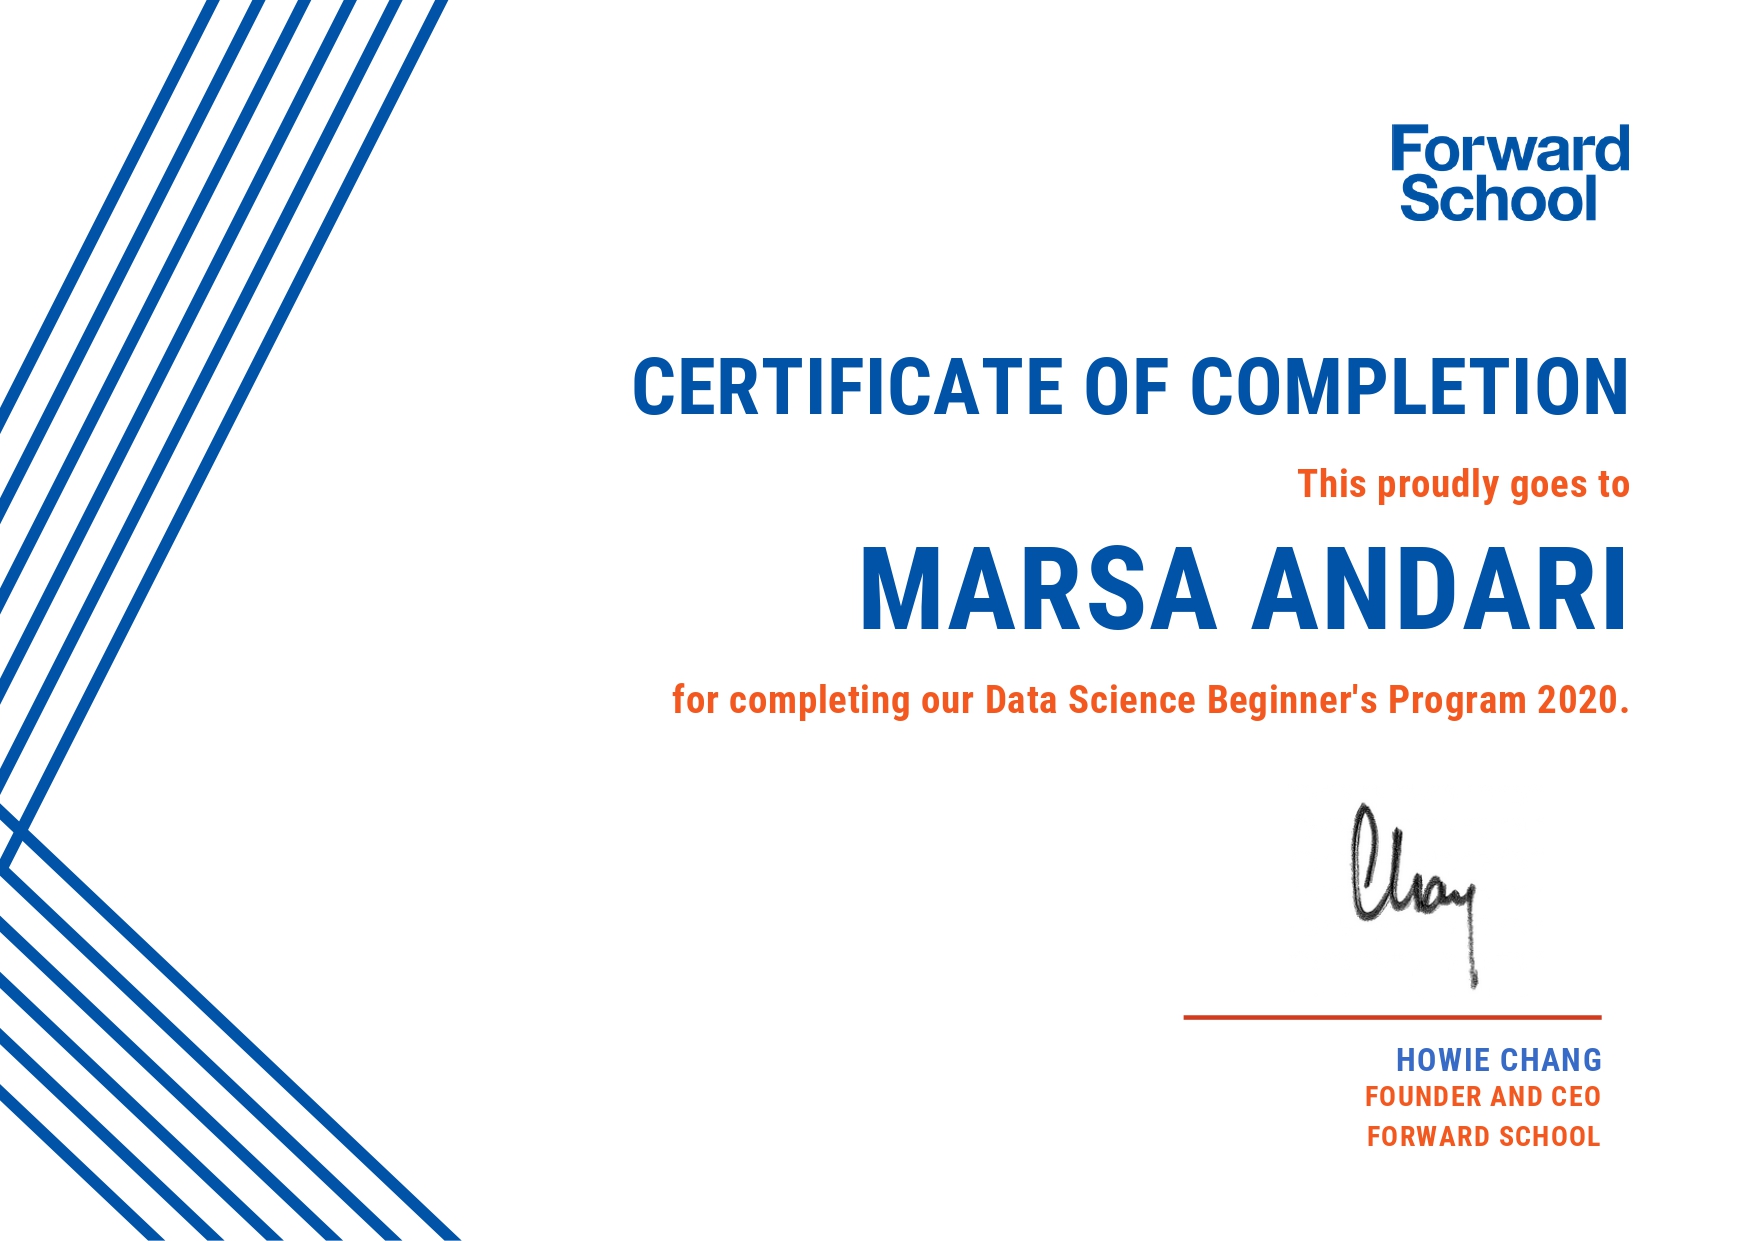 Forward
School
CERTIFICATE OF COMPLETION
This proudly goes to
MARSA ANDARI
for completing our Data Science Beginner's Program 2020.
Chang
HOWIE CHANG
FOUNDER AND CEO
FORWARD SCHOOL